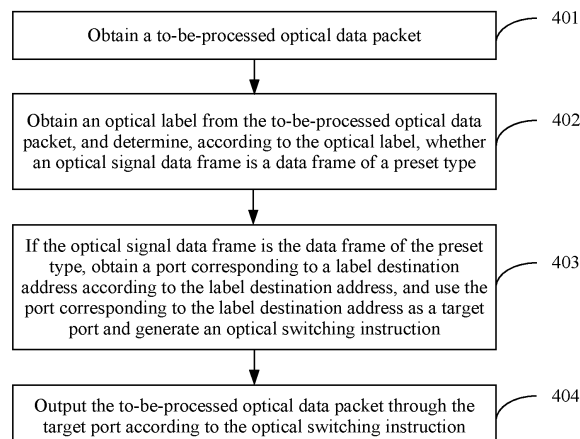 Obtain a to-be-processed optical data packet
401
Obtain an optical label from the to-be-processed optical data
packet, and determine, according to the optical label, whether
an optical signal data frame is a data frame of a preset type
402
If the optical signal data frame is the data frame of the preset
type, obtain a port corresponding to a label destination
address according to the label destination address, and use the
port corresponding to the label destination address as a target
port and generate an optical switching instruction
403
Output the to-be-processed optical data packet through the
target port according to the optical switching instruction
404